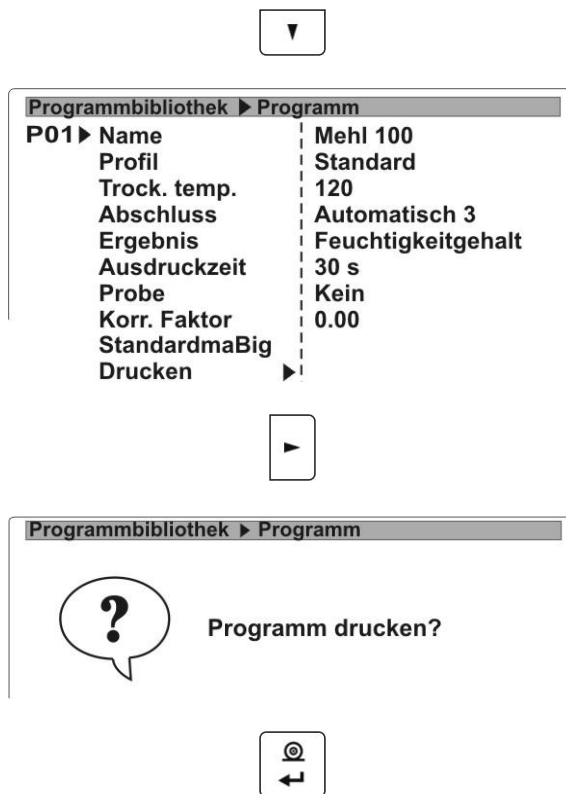 Programmbibliothek ▶ Programm
P01▶ Name Mehl 100
Profil Standard
Trock. temp. 120
Abschluss Automatisch 3
Ergebnis Feuchtigkeitgehalt
Ausdruckzeit 30 s
Probe Kein
Korr. Faktor 0.00
StandardmaBig
Drucken ▶
Programmbibliothek ▶ Programm
? Programm drucken?